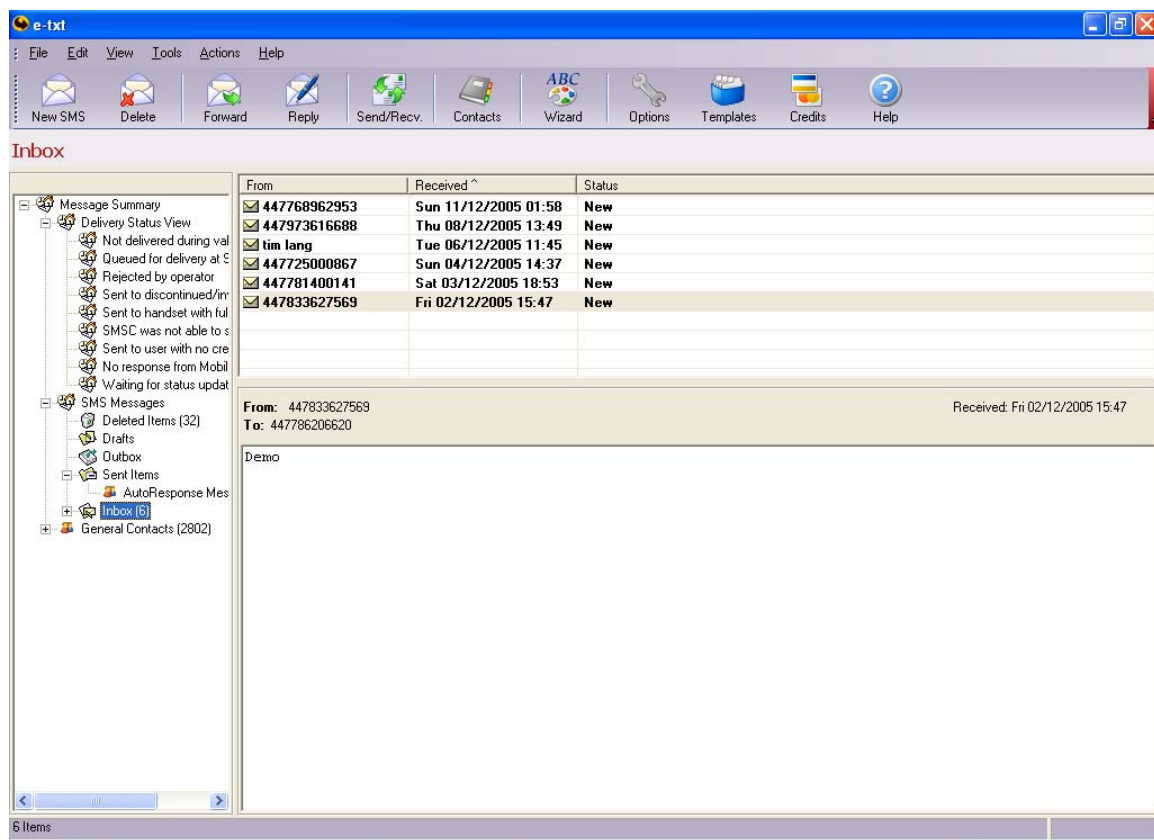 e-txt
File Edit View Tools Actions Help
New SMS Delete Forward Reply Send/Recv. Contacts ABC Wizard Options Templates Credits Help
Inbox
From Received ^ Status
447768962953 Sun 11/12/2005 01:58 New
447973616688 Thu 08/12/2005 13:49 New
tim lang Tue 06/12/2005 11:45 New
447725000867 Sun 04/12/2005 14:37 New
447781400141 Sat 03/12/2005 18:53 New
447833627569 Fri 02/12/2005 15:47 New
Message Summary
Delivery Status View
Not delivered during val
Queued for delivery at S
Rejected by operator
Sent to discontinued/in
Sent to handset with ful
SMSC was not able to s
Sent to user with no cre
No response from Mobil
Waiting for status updat
SMS Messages
Deleted Items (32)
Drafts
Outbox
Sent Items
AutoResponse Mes
Inbox (6)
General Contacts (2802)
From: 447833627569 Received: Fri 02/12/2005 15:47
To: 447786206620
Demo
6 Items